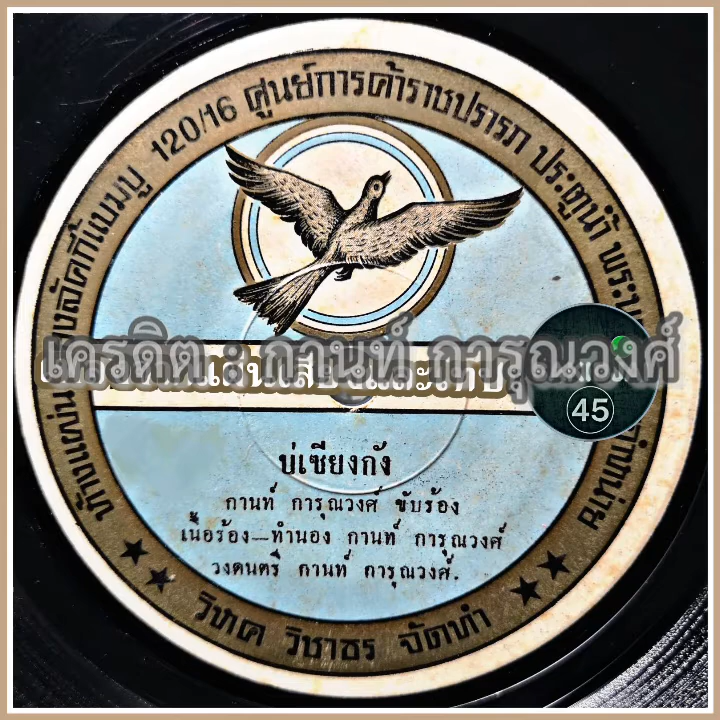 120/16 ศูนย์การค้าราชปรารภ ประตูน้ำ
เครดิต : กานท์ การุณวงศ์
45
บ่เซียงกัง
กานท์ การุณวงศ์ ขับร้อง
เนื้อร้อง—ทำนอง กานท์ การุณวงศ์
วงดนตรี กานท์ การุณวงศ์.
วิหค วิชาธร จัดทำ